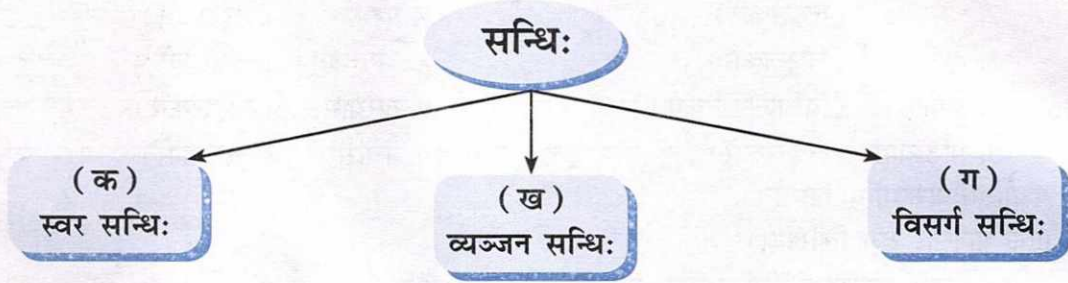 सन्धिः
(क)
स्वर सन्धिः
(ख)
व्यञ्जन सन्धिः
(ग)
विसर्ग सन्धिः